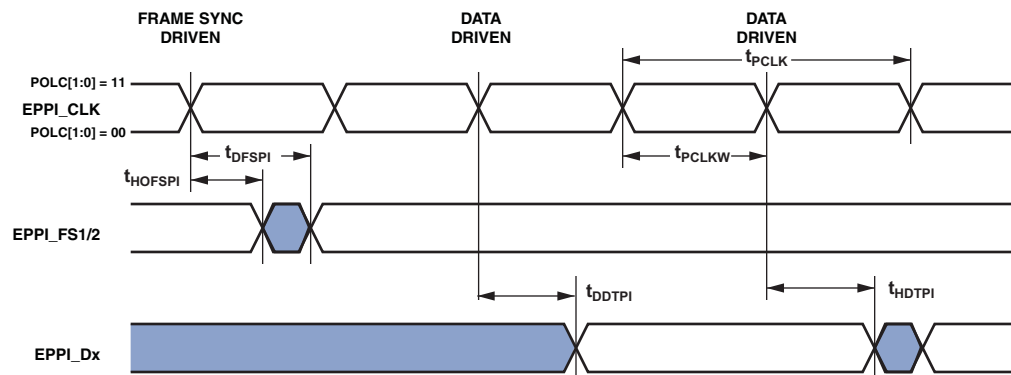 FRAME SYNC
DRIVEN
DATA
DRIVEN
DATA
DRIVEN
tPCLK
POLC[1:0] = 11
EPPI_CLK
POLC[1:0] = 00
tDFSPI
tPCLKW
tHOFSPI
EPPI_FS1/2
tDDTPI
tHDTPI
EPPI_Dx